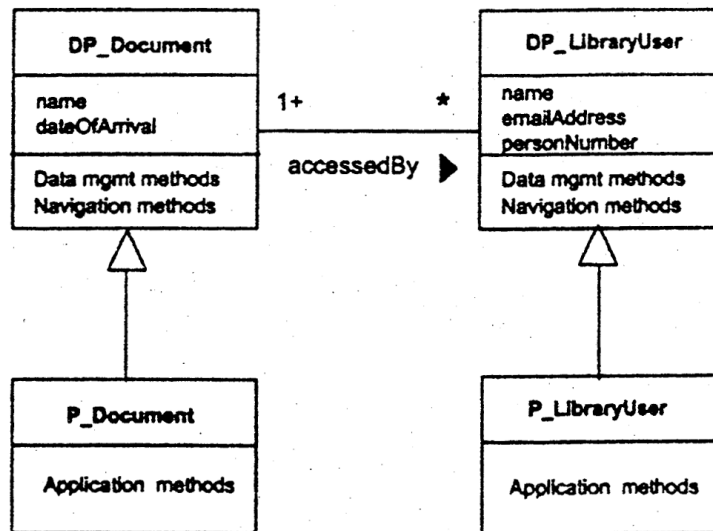 DP_Document
name
dateOfArrival
Data mgmt methods
Navigation methods
1+ *
accessedBy
DP_LibraryUser
name
emailAddress
personNumber
Data mgmt methods
Navigation methods
P_Document
Application methods
P_LibraryUser
Application methods